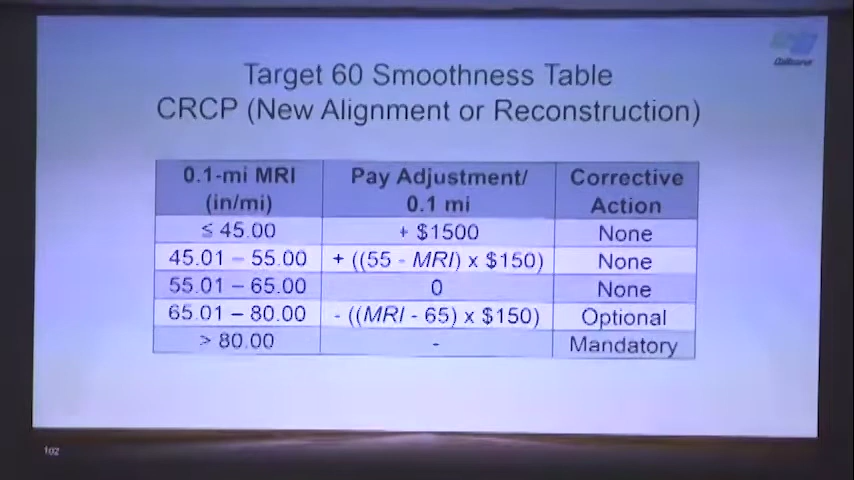 Caltrans
Target 60 Smoothness Table
CRCP (New Alignment or Reconstruction)
0.1-mi MRI (in/mi) Pay Adjustment/ 0.1 mi Corrective Action
≤ 45.00 + $1500 None
45.01 – 55.00 + ((55 - MRI) x $150) None
55.01 – 65.00 0 None
65.01 – 80.00 - ((MRI - 65) x $150) Optional
> 80.00 - Mandatory
102